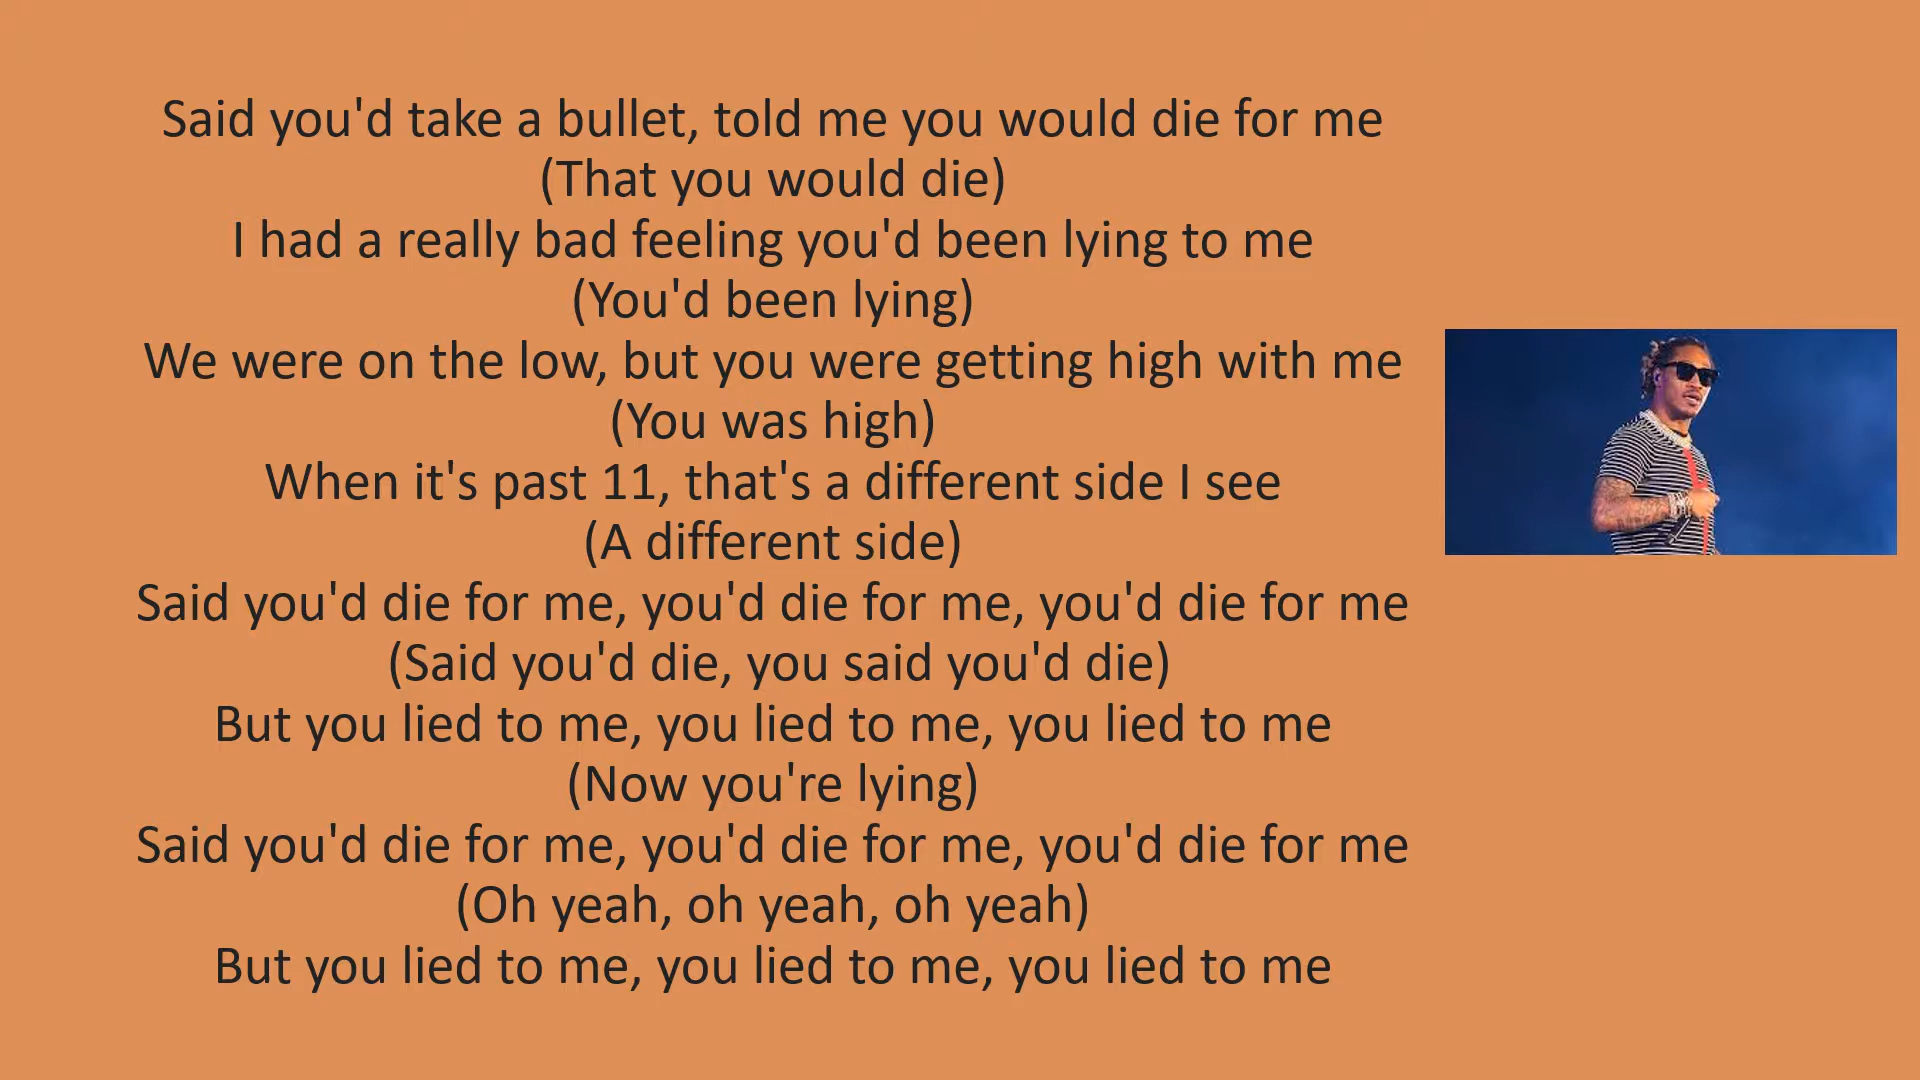 Said you'd take a bullet, told me you would die for me
(That you would die)
I had a really bad feeling you'd been lying to me
(You'd been lying)
We were on the low, but you were getting high with me
(You was high)
When it's past 11, that's a different side I see
(A different side)
Said you'd die for me, you'd die for me, you'd die for me
(Said you'd die, you said you'd die)
But you lied to me, you lied to me, you lied to me
(Now you're lying)
Said you'd die for me, you'd die for me, you'd die for me
(Oh yeah, oh yeah, oh yeah)
But you lied to me, you lied to me, you lied to me